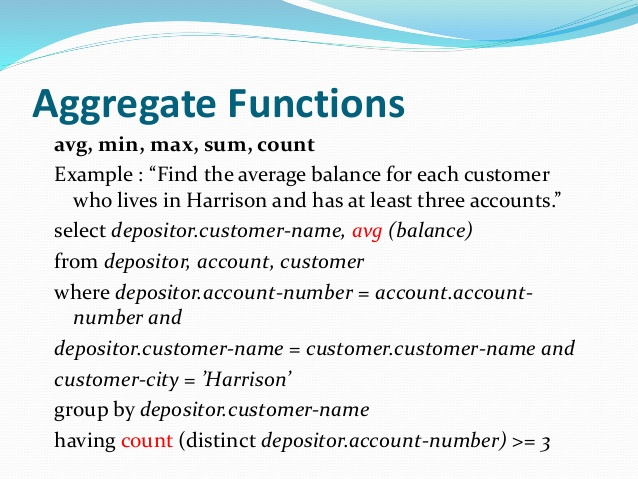 Aggregate Functions
avg, min, max, sum, count
Example : “Find the average balance for each customer
who lives in Harrison and has at least three accounts.”
select depositor.customer-name, avg (balance)
from depositor, account, customer
where depositor.account-number = account.account-
number and
depositor.customer-name = customer.customer-name and
customer-city = ’Harrison’
group by depositor.customer-name
having count (distinct depositor.account-number) >= 3